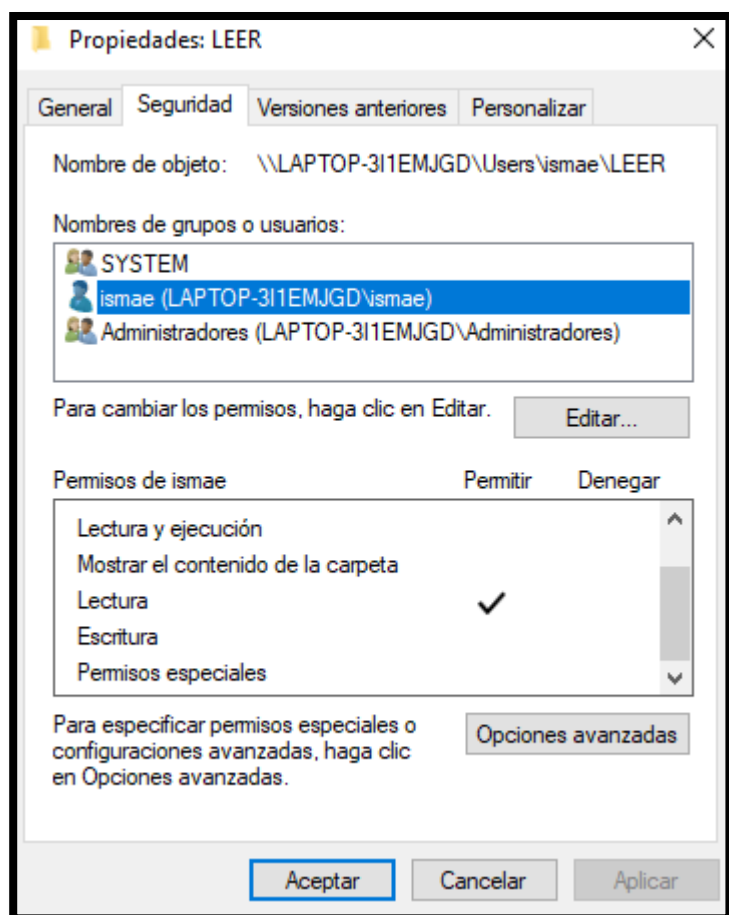 Propiedades: LEER
General Seguridad Versiones anteriores Personalizar
Nombre de objeto: \\LAPTOP-3I1EMJGD\Users\ismae\LEER
Nombres de grupos o usuarios:
SYSTEM
ismae (LAPTOP-3I1EMJGD\ismae)
Administradores (LAPTOP-3I1EMJGD\Administradores)
Para cambiar los permisos, haga clic en Editar. Editar...
Permisos de ismae Permitir Denegar
Lectura y ejecución
Mostrar el contenido de la carpeta
Lectura
Escritura
Permisos especiales
Para especificar permisos especiales o
configuraciones avanzadas, haga clic
en Opciones avanzadas.
Opciones avanzadas
Aceptar Cancelar Aplicar